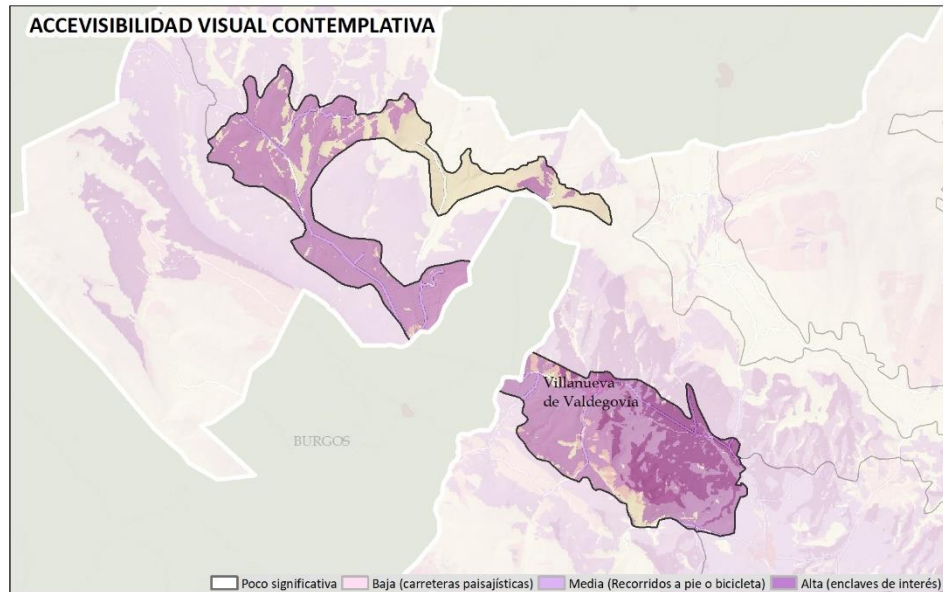 ACCEVISIBILIDAD VISUAL CONTEMPLATIVA
Villanueva
de Valdegovía
BURGOS
Poco significativa
Baja (carreteras paisajísticas)
Media (Recorridos a pie o bicicleta)
Alta (enclaves de interés)